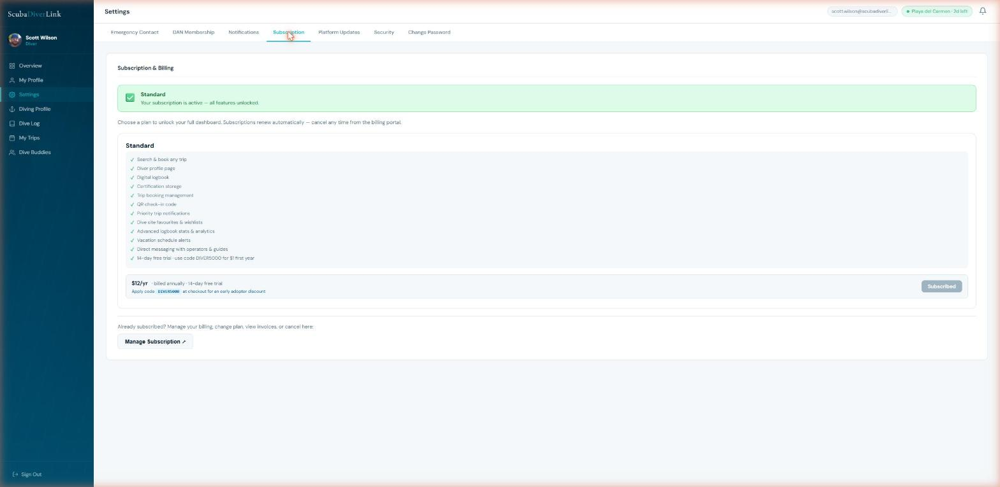 ScubaDiverLink
Scott Wilson
Diver
Overview
My Profile
Settings
Diving Profile
Dive Log
My Trips
Dive Buddies
Sign Out
Settings
scott.wilson@scubadiverli...
Playa del Carmen · 2d left
Emergency Contact
DAN Membership
Notifications
Subscription
Platform Updates
Security
Change Password
Subscription & Billing
Standard
Your subscription is active — all features unlocked.
Choose a plan to unlock your full dashboard. Subscriptions renew automatically — cancel any time from the billing portal.
Standard
✓ Search & book any trip
✓ Diver profile page
✓ Digital logbook
✓ Certification storage
✓ Trip booking management
✓ QR check-in code
✓ Priority trip notifications
✓ Dive site favourites & wishlists
✓ Advanced logbook stats & analytics
✓ Vacation schedule alerts
✓ Direct messaging with operators & guides
✓ 14-day free trial · use code DIVER5000 for $1 first year
$12/yr · billed annually · 14-day free trial
Apply code DIVER5000 at checkout for an early adopter discount
Subscribed
Already subscribed? Manage your billing, change plan, view invoices, or cancel here:
Manage Subscription ↗